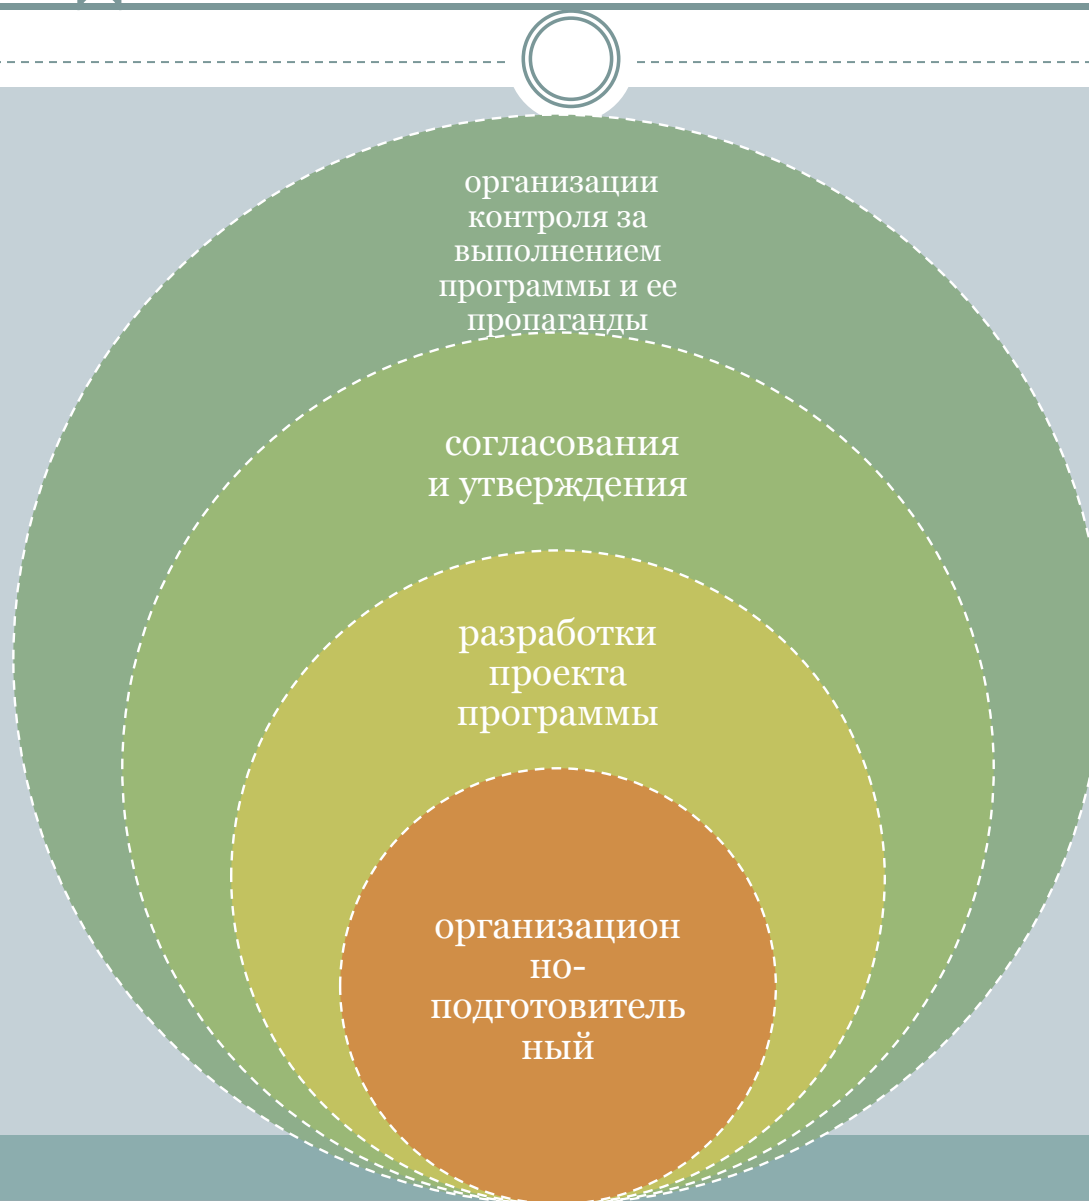 организации
контроля за
выполнением
программы и ее
пропаганды
согласования
и утверждения
разработки
проекта
программы
организацион
но-
подготовитель
ный